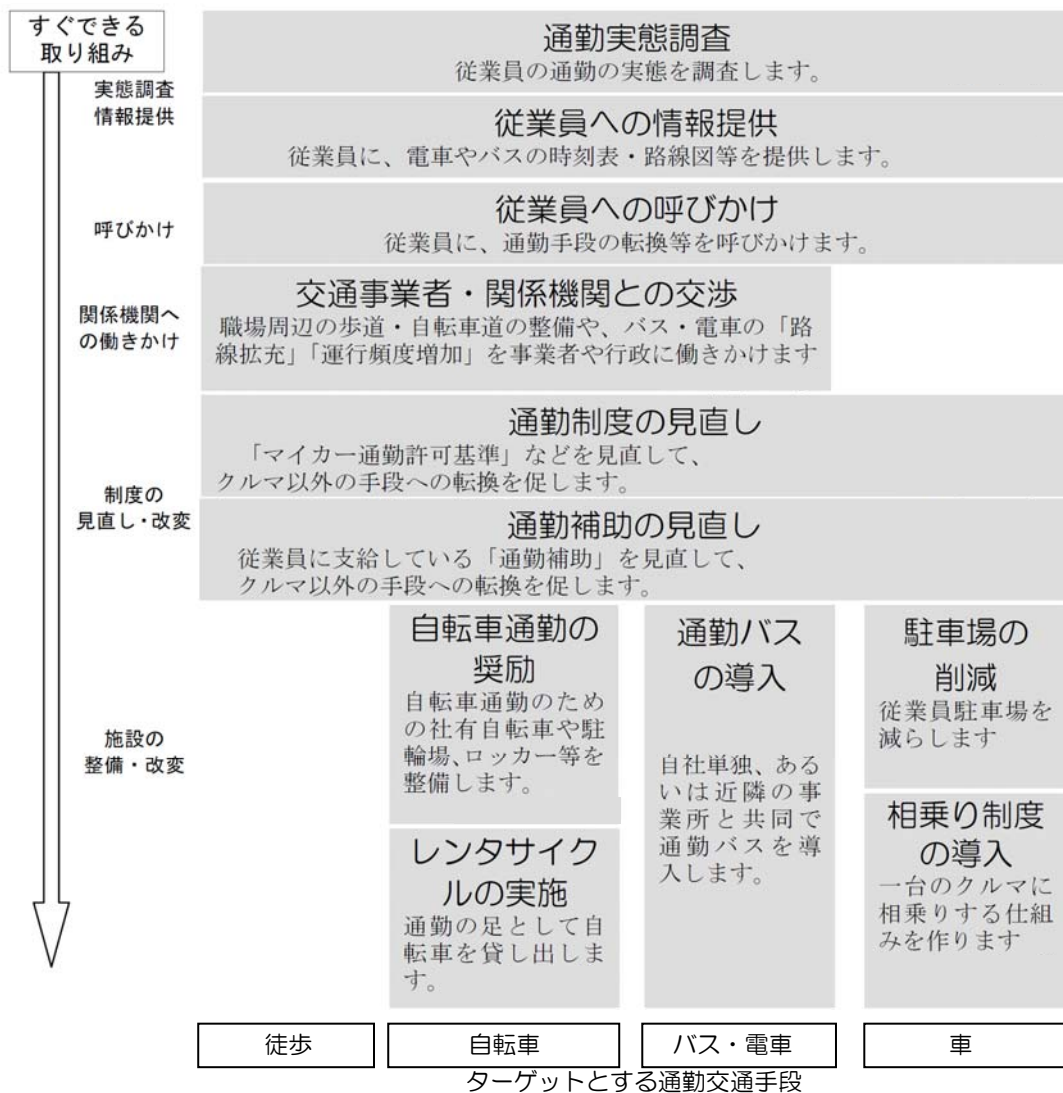 すぐできる
取り組み
実態調査
情報提供
通勤実態調査
従業員の通勤の実態を調査します。
従業員への情報提供
従業員に、電車やバスの時刻表・路線図等を提供します。
呼びかけ
従業員への呼びかけ
従業員に、通勤手段の転換等を呼びかけます。
関係機関へ
の働きかけ
交通事業者・関係機関との交渉
職場周辺の歩道・自転車道の整備や、バス・電車の「路
線拡充」「運行頻度増加」を事業者や行政に働きかけます
制度の
見直し・改変
通勤制度の見直し
「マイカー通勤許可基準」などを見直して、
クルマ以外の手段への転換を促します。
通勤補助の見直し
従業員に支給している「通勤補助」を見直して、
クルマ以外の手段への転換を促します。
施設の
整備・改変
自転車通勤の
奨励
自転車通勤のため
の社有自転車や駐
輪場、ロッカー等を
整備します。
レンタサイク
ルの実施
通勤の足として自
転車を貸し出しま
す。
通勤バス
の導入
自社単独、ある
いは近隣の事
業所と共同で
通勤バスを導
入します。
駐車場の
削減
従業員駐車場を
減らします
相乗り制度
の導入
一台のクルマに
相乗りする仕組
みを作ります
徒歩
自転車
バス・電車
車
ターゲットとする通勤交通手段